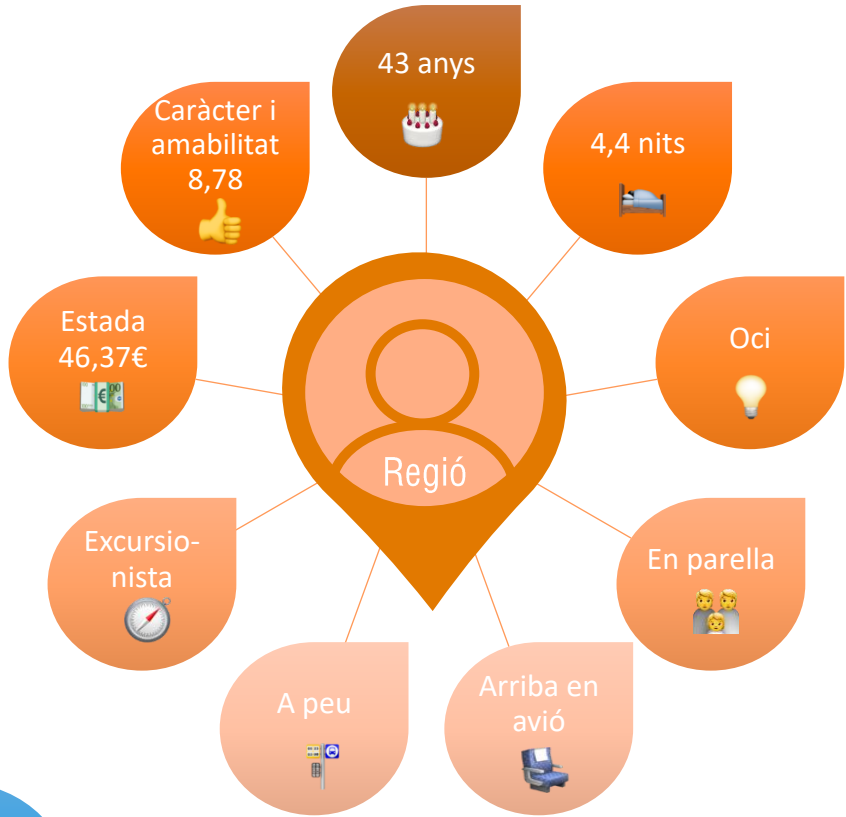 43 anys
4,4 nits
Oci
En parella
Arriba en
avió
A peu
Excursio-
nista
Estada
46,37€
Caràcter i
amabilitat
8,78
Regió